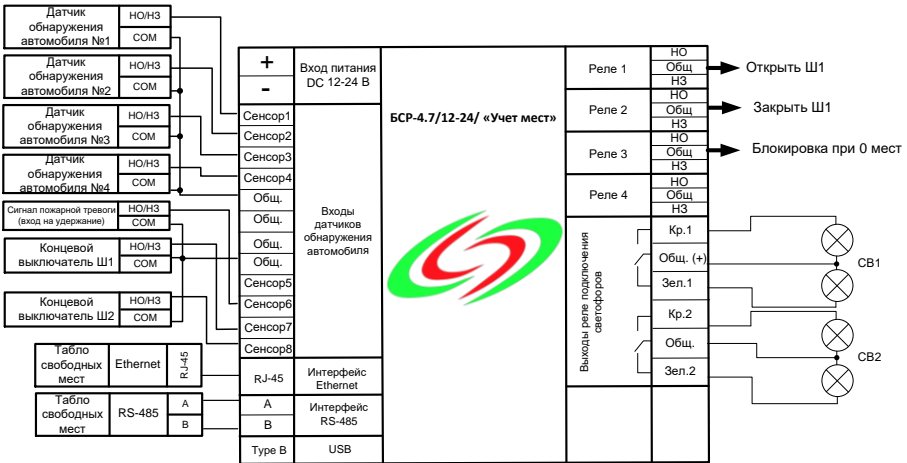 Датчик
обнаружения
автомобиля №1
НО/НЗ
COM
Датчик
обнаружения
автомобиля №2
НО/НЗ
COM
Датчик
обнаружения
автомобиля №3
НО/НЗ
COM
Датчик
обнаружения
автомобиля №4
НО/НЗ
COM
Сигнал пожарной тревоги
(вход на удержание)
НО/НЗ
COM
Концевой
выключатель Ш1
НО/НЗ
COM
Концевой
выключатель Ш2
НО/НЗ
COM
Табло
свободных
мест
Ethernet
RJ-45
Табло
свободных
мест
RS-485
A
B
+
-
Вход питания
DC 12-24 В
Сенсор1
Сенсор2
Сенсор3
Сенсор4
Общ.
Общ.
Общ.
Общ.
Сенсор5
Сенсор6
Сенсор7
Сенсор8
Входы
датчиков
обнаружения
автомобиля
RJ-45
Интерфейс
Ethernet
A
B
Интерфейс
RS-485
Type B
USB
БСР-4.7/12-24/ «Учет мест»
Реле 1
НО
Общ
НЗ
Открыть Ш1
Реле 2
НО
Общ
НЗ
Закрыть Ш1
Реле 3
НО
Общ
НЗ
Блокировка при 0 мест
Реле 4
НО
Общ
НЗ
Выходы реле подключения
светофоров
Кр.1
Общ. (+)
Зел.1
Кр.2
Общ.
Зел.2
СВ1
СВ2